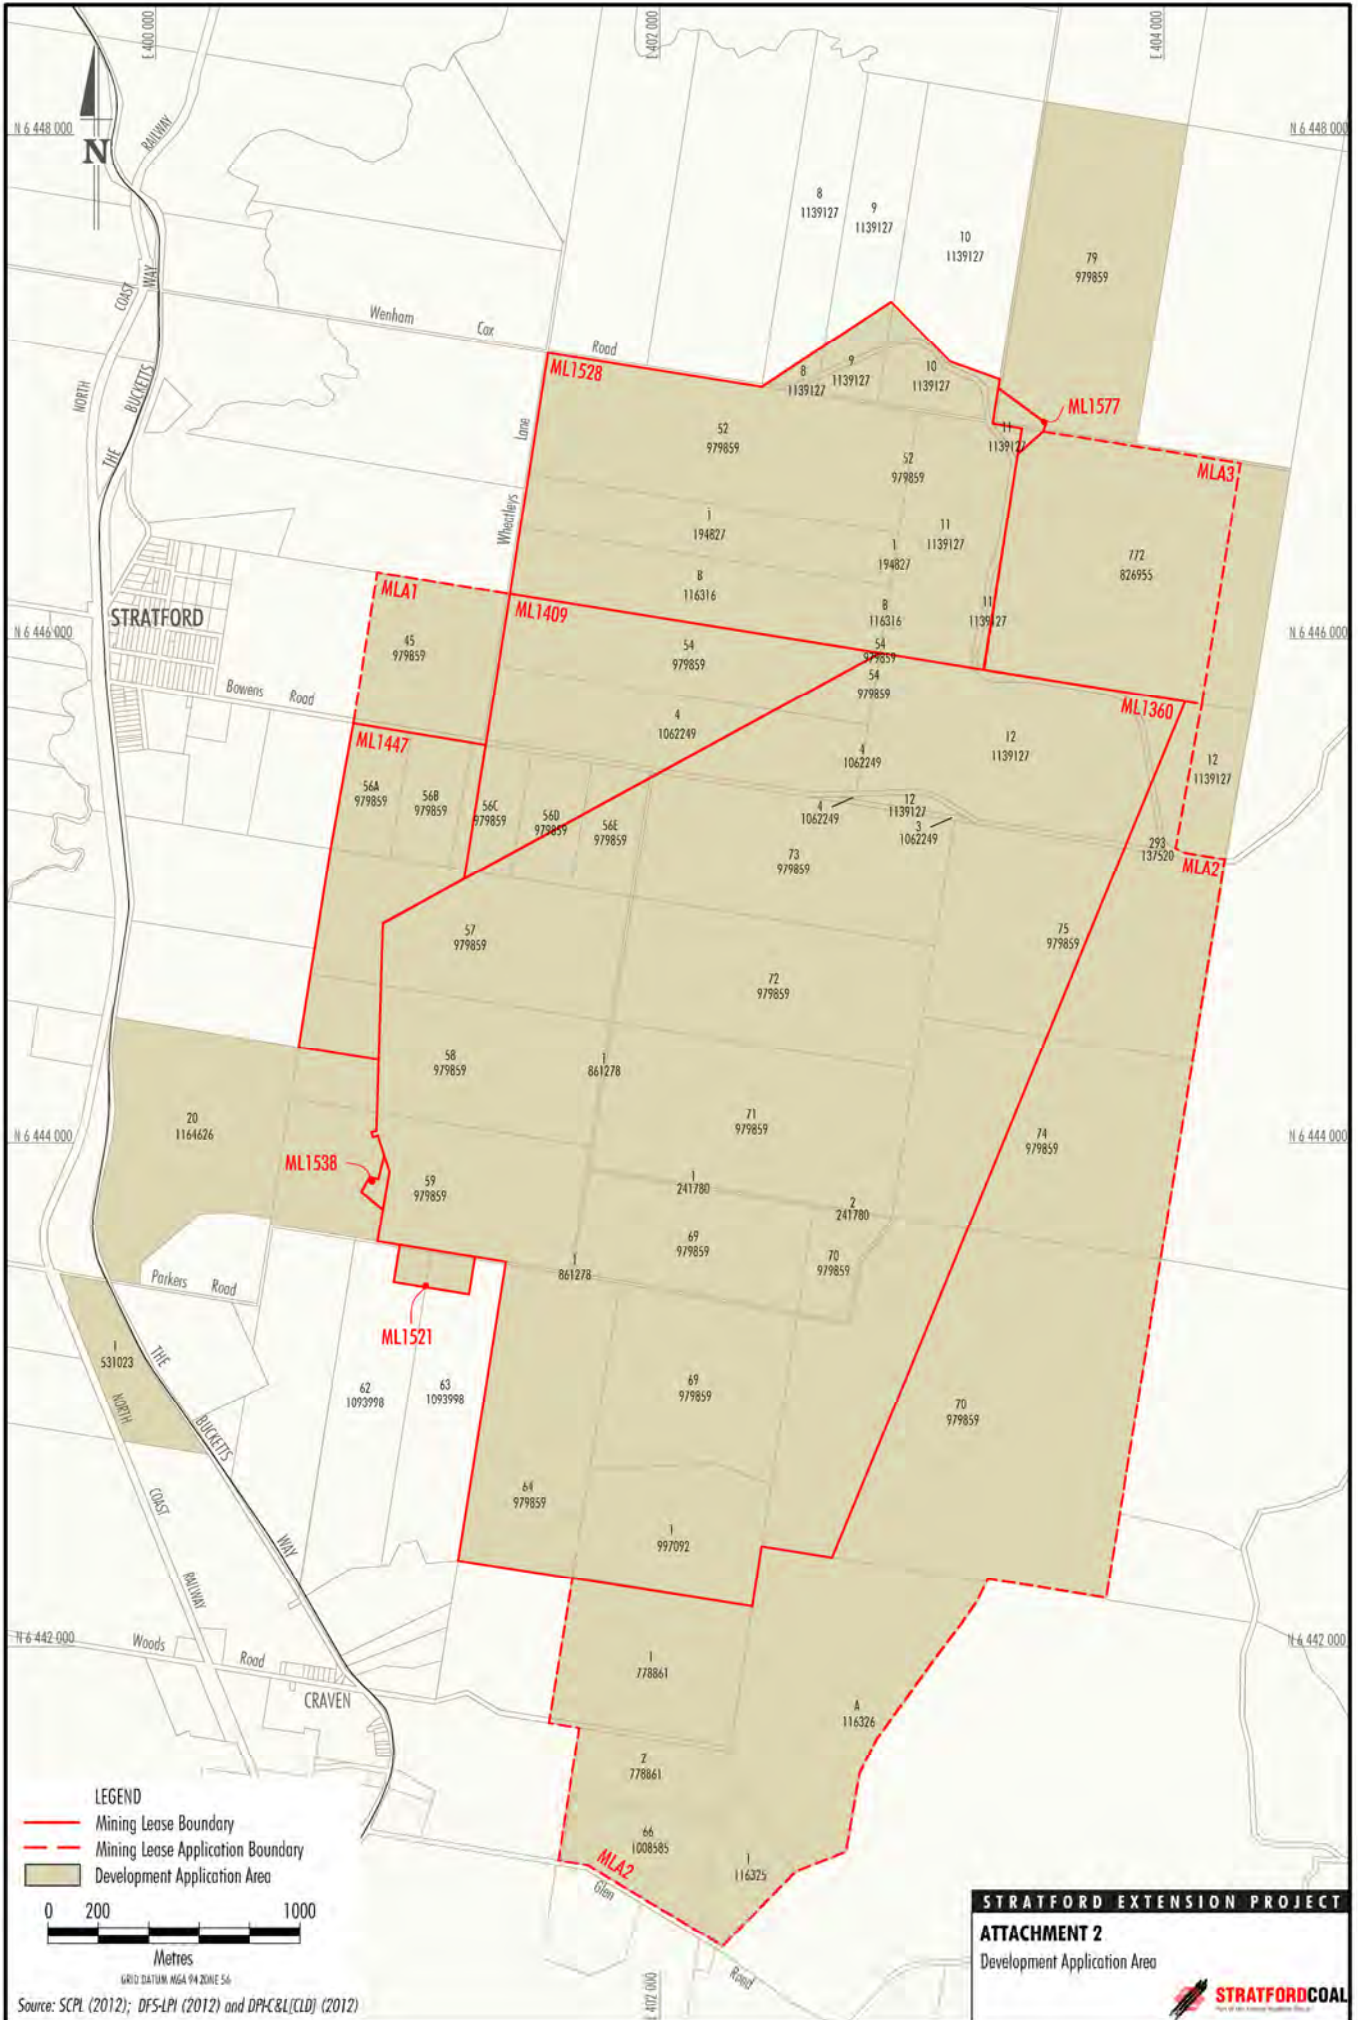 E 400 000
E 402 000
E 404 000
N 6 448 000
N 6 448 000
N
RAILWAY
COAST
WAY
NORTH
THE
BUCKETTS
8
1139127
9
1139127
10
1139127
79
979859
Wenham Cox Road
ML1528
8
1139127
9
1139127
10
1139127
ML1577
11
1139127
52
979859
52
979859
MLA3
Wheatleys Lane
1
194827
11
1139127
1
194827
772
826955
B
116316
MLA1
ML1409
B
116316
11
1139127
STRATFORD
N 6 446 000
N 6 446 000
45
979859
54
979859
54
979859
54
979859
Bowens Road
4
1062249
ML1360
ML1447
12
1139127
4
1062249
12
1139127
56A
979859
56B
979859
56C
979859
56D
979859
56E
979859
4
1062249
12
1139127
3
1062249
293
137520
MLA2
73
979859
57
979859
75
979859
72
979859
58
979859
1
861278
20
1164626
71
979859
74
979859
N 6 444 000
N 6 444 000
ML1538
59
979859
1
241780
2
241780
69
979859
70
979859
1
861278
Parkers Road
ML1521
1
531023
THE
BUCKETTS
WAY
NORTH
COAST
RAILWAY
62
1093998
63
1093998
69
979859
70
979859
64
979859
1
997092
N 6 442 000
N 6 442 000
Woods Road
CRAVEN
1
778861
A
116326
2
778861
66
1008585
1
116325
MLA2
Glen Road
E 402 000
LEGEND
Mining Lease Boundary
Mining Lease Application Boundary
Development Application Area
0 200 1000
Metres
GRID DATUM MGA 94 ZONE 56
Source: SCPL (2012); DFS-LPI (2012) and DPI-C&L[CLD] (2012)
STRATFORD EXTENSION PROJECT
ATTACHMENT 2
Development Application Area
STRATFORDCOAL